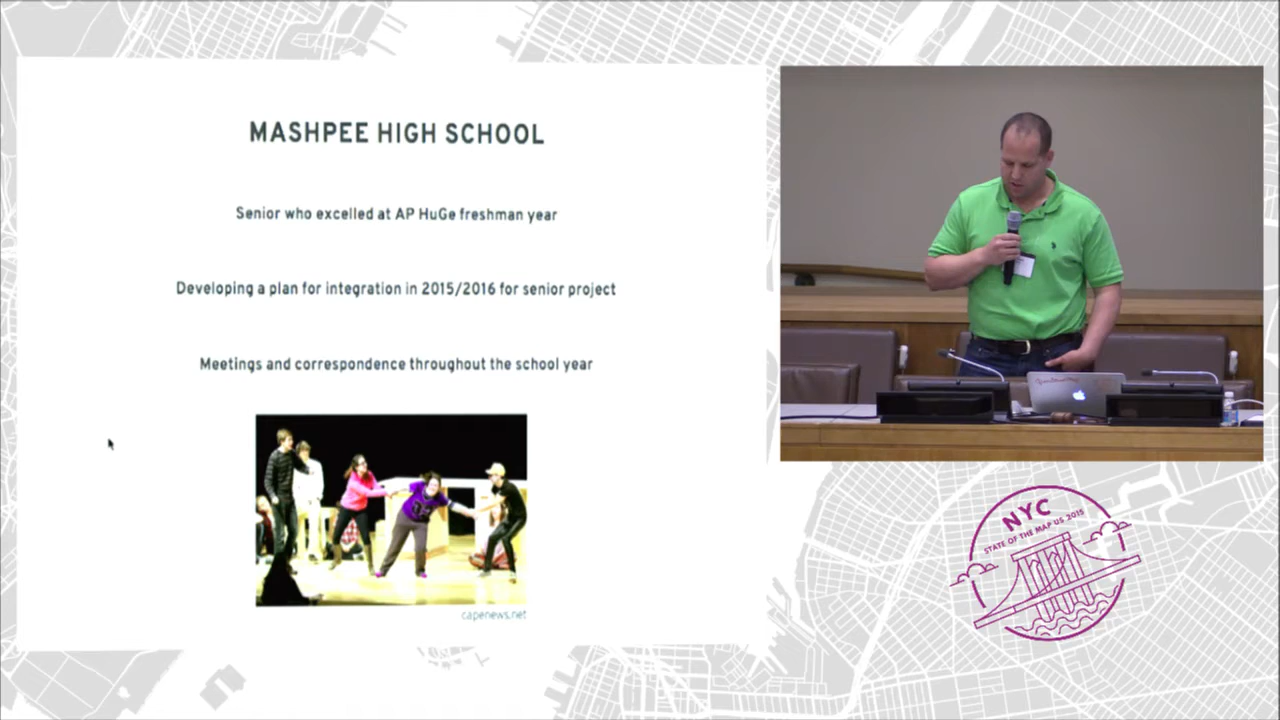 MASHPEE HIGH SCHOOL
Senior who excelled at AP HuGe freshman year
Developing a plan for integration in 2015/2016 for senior project
Meetings and correspondence throughout the school year
capenews.net
NYC
STATE OF THE MAP US 2015